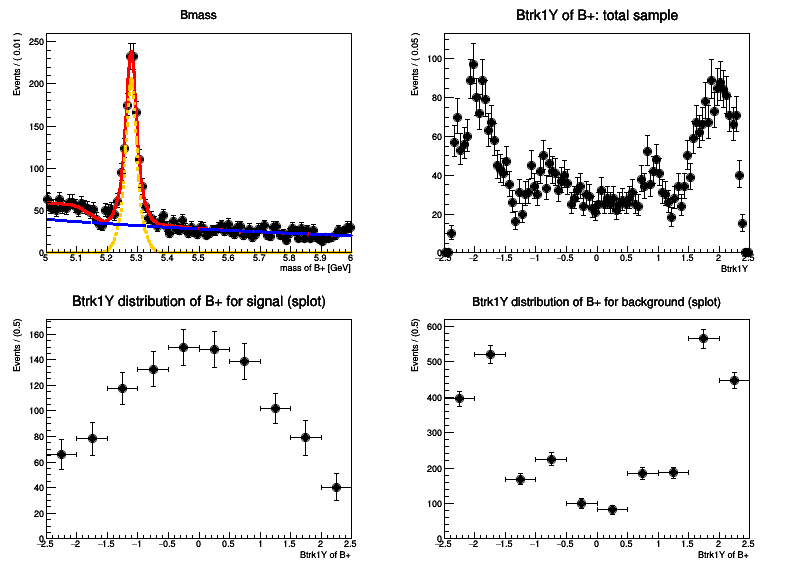 Bmass
Events / ( 0.01 )
250
200
150
100
50
0
5 5.1 5.2 5.3 5.4 5.5 5.6 5.7 5.8 5.9 6
mass of B+ [GeV]
Btrk1Y of B+: total sample
Events / ( 0.05 )
100
80
60
40
20
0
−2.5 −2 −1.5 −1 −0.5 0 0.5 1 1.5 2 2.5
Btrk1Y
Btrk1Y distribution of B+ for signal (splot)
Events / (0.5)
160
140
120
100
80
60
40
20
0
−2.5 −2 −1.5 −1 −0.5 0 0.5 1 1.5 2 2.5
Btrk1Y of B+
Btrk1Y distribution of B+ for background (splot)
Events / (0.5)
600
500
400
300
200
100
0
−2.5 −2 −1.5 −1 −0.5 0 0.5 1 1.5 2 2.5
Btrk1Y of B+